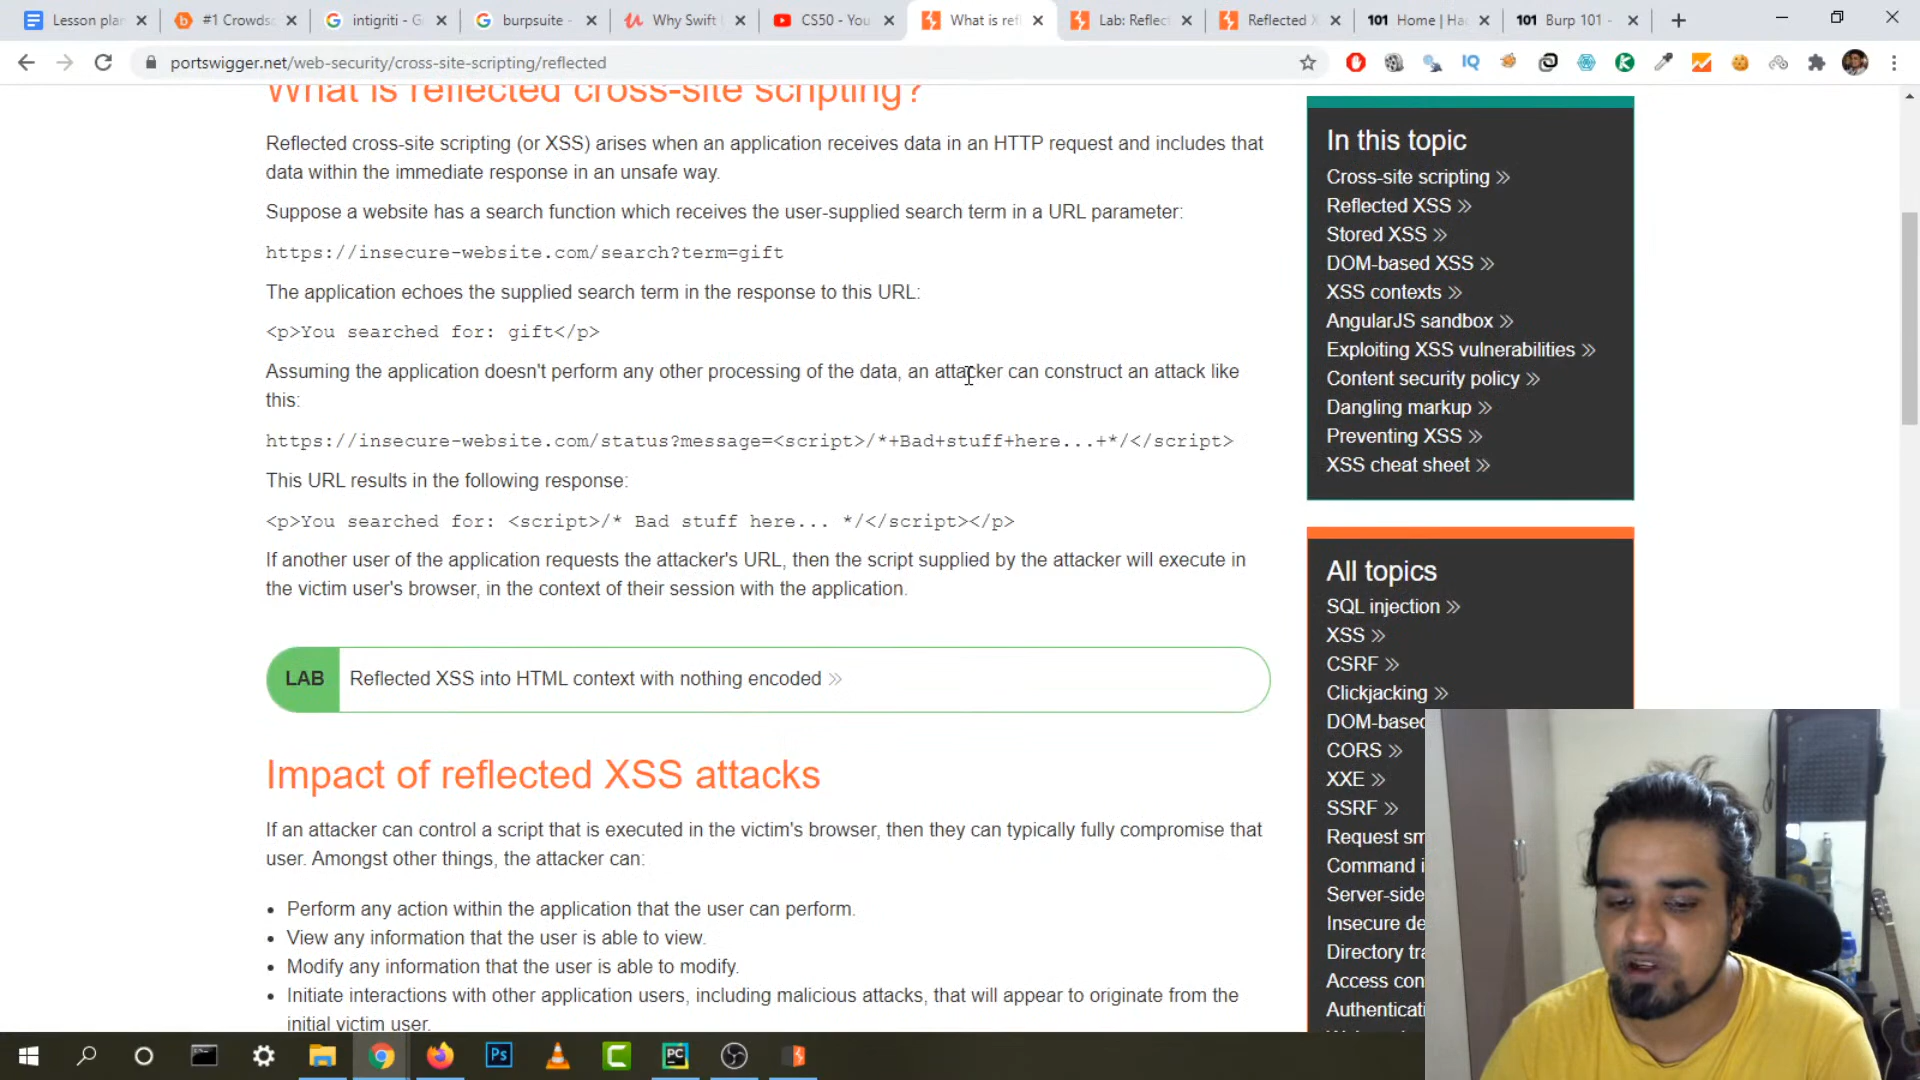 Lesson plan
#1 Crowds
intigriti - G
burpsuite -
Why Swift
CS50 - You
What is ref
Lab: Reflec
Reflected X
101 Home | Hac
101 Burp 101 -
portswigger.net/web-security/cross-site-scripting/reflected
IQ
What is reflected cross-site scripting?
Reflected cross-site scripting (or XSS) arises when an application receives data in an HTTP request and includes that
data within the immediate response in an unsafe way.
Suppose a website has a search function which receives the user-supplied search term in a URL parameter:
https://insecure-website.com/search?term=gift
The application echoes the supplied search term in the response to this URL:
<p>You searched for: gift</p>
Assuming the application doesn't perform any other processing of the data, an attacker can construct an attack like
this:
https://insecure-website.com/status?message=<script>/*+Bad+stuff+here...+*/</script>
This URL results in the following response:
<p>You searched for: <script>/* Bad stuff here... */</script></p>
If another user of the application requests the attacker's URL, then the script supplied by the attacker will execute in
the victim user's browser, in the context of their session with the application.
LAB Reflected XSS into HTML context with nothing encoded »
Impact of reflected XSS attacks
If an attacker can control a script that is executed in the victim's browser, then they can typically fully compromise that
user. Amongst other things, the attacker can:
• Perform any action within the application that the user can perform.
• View any information that the user is able to view.
• Modify any information that the user is able to modify.
• Initiate interactions with other application users, including malicious attacks, that will appear to originate from the
initial victim user.
In this topic
Cross-site scripting »
Reflected XSS »
Stored XSS »
DOM-based XSS »
XSS contexts »
AngularJS sandbox »
Exploiting XSS vulnerabilities »
Content security policy »
Dangling markup »
Preventing XSS »
XSS cheat sheet »
All topics
SQL injection »
XSS »
CSRF »
Clickjacking »
DOM-based
CORS »
XXE »
SSRF »
Request sm
Command i
Server-side
Insecure de
Directory tra
Access con
Authenticati
Ps
C
PC